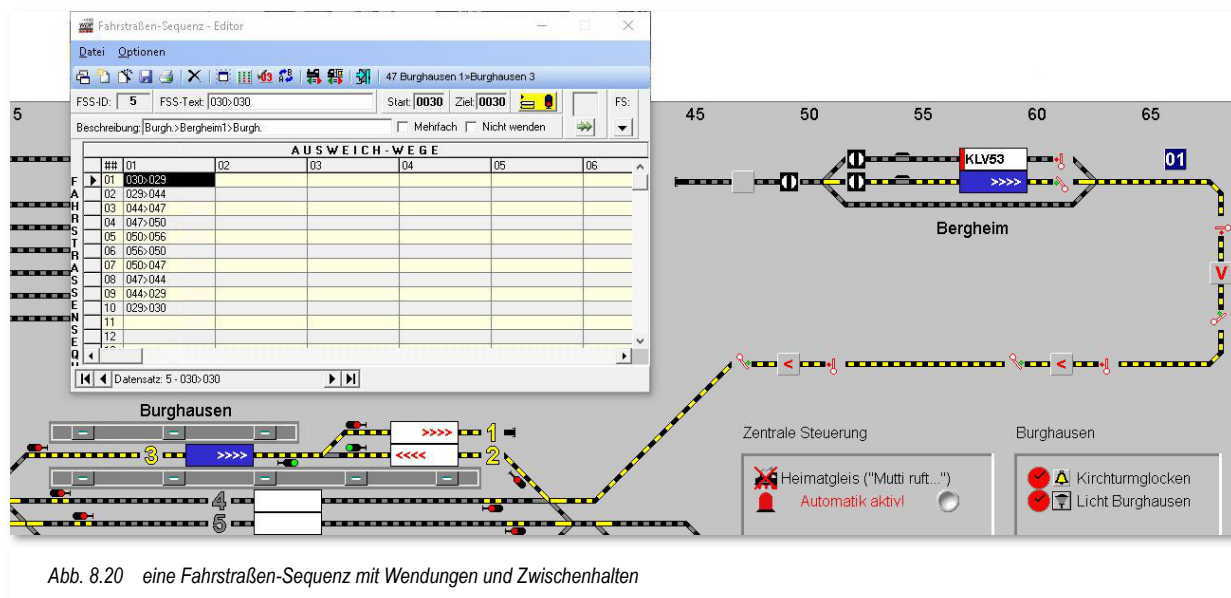 Fahrstraßen-Sequenz - Editor
Datei Optionen
47 Burghausen 1»Burghausen 3
FSS-ID: 5 FSS-Text: 030>030 Start: 0030 Ziel: 0030 FS:
Beschreibung: Burgh.>Bergheim1>Burgh. Mehrfach Nicht wenden
AUSWEICH-WEGE
## 01 02 03 04 05 06
FAHRSTRASSENSEQU
01 030>029
02 029>044
03 044>047
04 047>050
05 050>056
06 056>050
07 050>047
08 047>044
09 044>029
10 029>030
11
12
Datensatz: 5 - 030>030
5 45 50 55 60 65
KLV53 01
>>>>
Bergheim
V
< <
Burghausen
>>>> 1
3 >>>> <<<< 2
4
5
Zentrale Steuerung
Heimatgleis ("Mutti ruft...")
Automatik aktiv!
Burghausen
Kirchturmglocken
Licht Burghausen
Abb. 8.20 eine Fahrstraßen-Sequenz mit Wendungen und Zwischenhalten